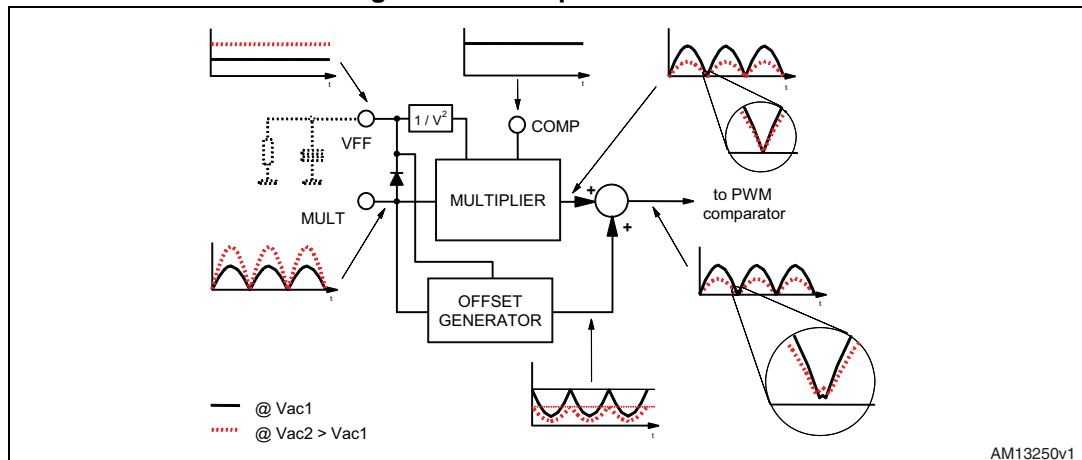 t
t
t
1 / V²
VFF
COMP
MULT
MULTIPLIER
+
+
to PWM
comparator
t
OFFSET
GENERATOR
t
t
@ Vac1
@ Vac2 > Vac1
AM13250v1